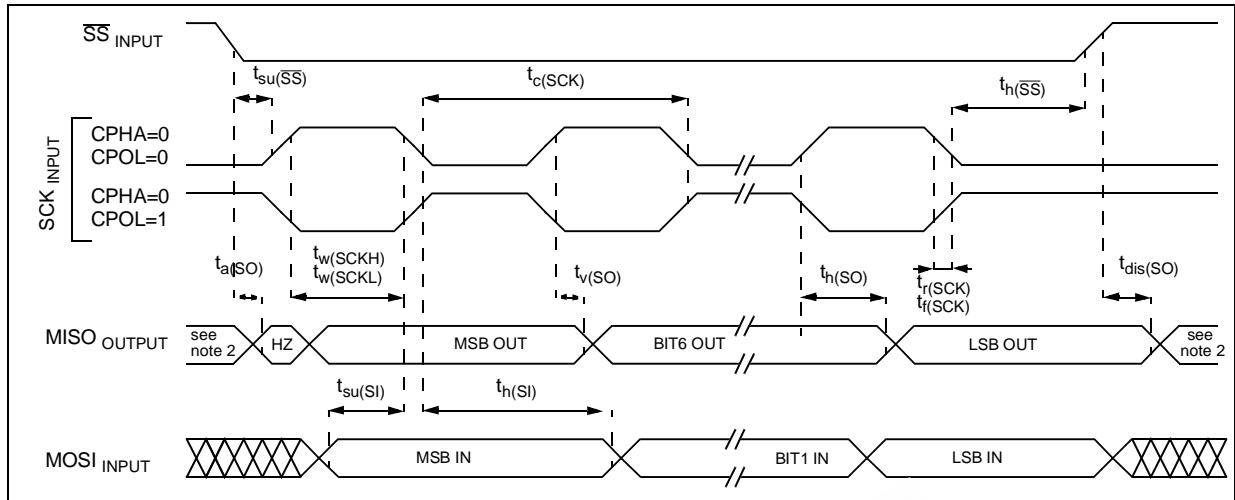 SS INPUT
tsu(SS)
tc(SCK)
th(SS)
SCK INPUT
CPHA=0
CPOL=0
CPHA=0
CPOL=1
ta(SO)
tw(SCKH)
tw(SCKL)
tv(SO)
th(SO)
tr(SCK)
tf(SCK)
tdis(SO)
MISO OUTPUT
see
note 2
HZ
MSB OUT
BIT6 OUT
LSB OUT
see
note 2
tsu(SI)
th(SI)
MOSI INPUT
MSB IN
BIT1 IN
LSB IN